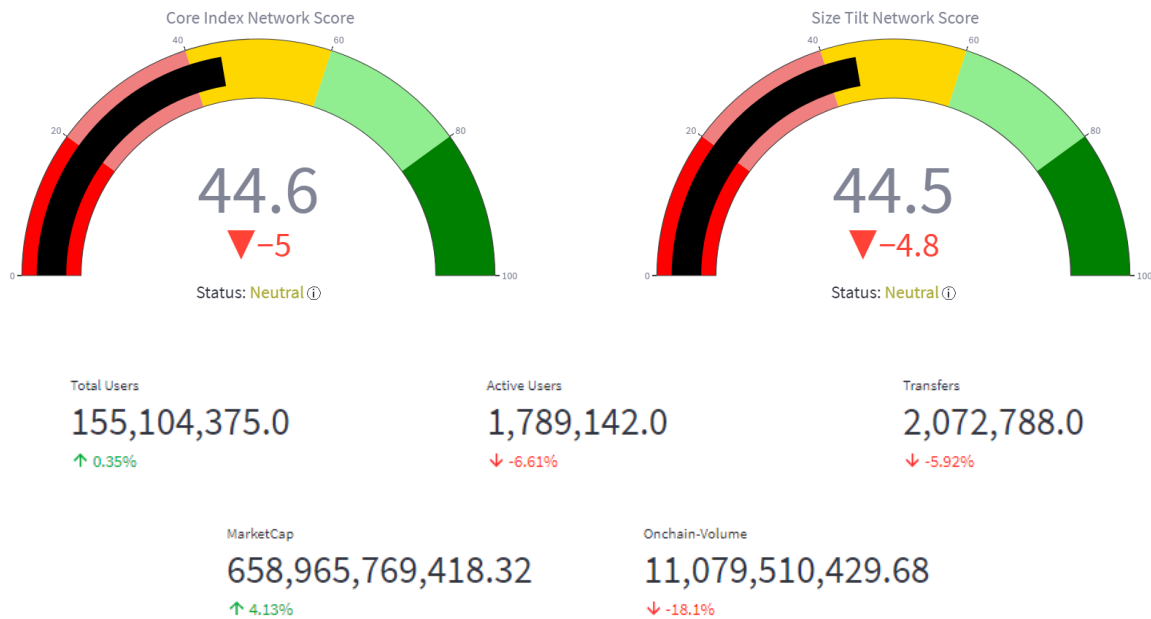 Core Index Network Score
0
20
40
60
80
100
44.6
▼−5
Status: Neutral ⓘ
Size Tilt Network Score
0
20
40
60
80
100
44.5
▼−4.8
Status: Neutral ⓘ
Total Users
155,104,375.0
↑ 0.35%
Active Users
1,789,142.0
↓ -6.61%
Transfers
2,072,788.0
↓ -5.92%
MarketCap
658,965,769,418.32
↑ 4.13%
Onchain-Volume
11,079,510,429.68
↓ -18.1%